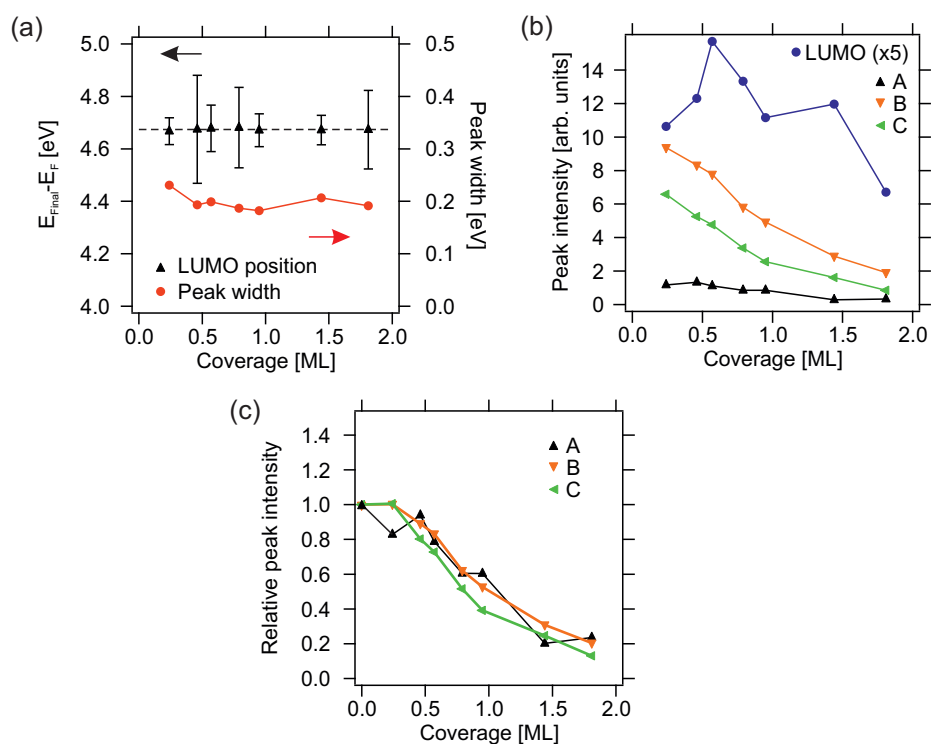 (a)
5.0
4.8
4.6
4.4
4.2
4.0
E_Final-E_F [eV]
0.5
0.4
0.3
0.2
0.1
0.0
Peak width [eV]
LUMO position
Peak width
0.0 0.5 1.0 1.5 2.0
Coverage [ML]
(b)
14
12
10
8
6
4
2
0
Peak intensity [arb. units]
LUMO (x5)
A
B
C
0.0 0.5 1.0 1.5 2.0
Coverage [ML]
(c)
1.4
1.2
1.0
0.8
0.6
0.4
0.2
0.0
Relative peak intensity
A
B
C
0.0 0.5 1.0 1.5 2.0
Coverage [ML]